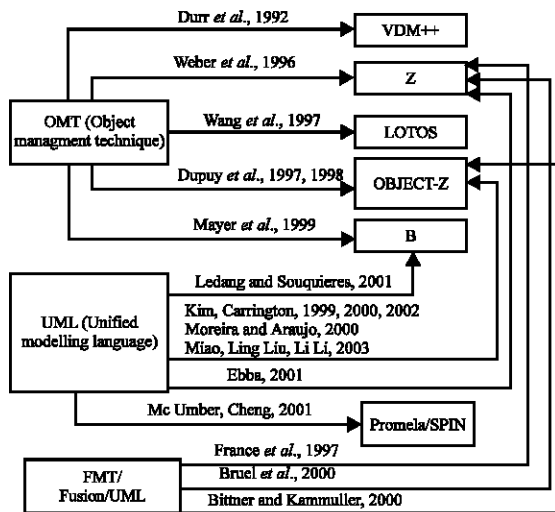 Durr et al., 1992
VDM++
Weber et al., 1996
Z
OMT (Object
managment technique)
Wang et al., 1997
LOTOS
Dupuy et al., 1997, 1998
OBJECT-Z
Mayer et al., 1999
B
Ledang and Souquieres, 2001
UML (Unified
modelling language)
Kim, Carrington, 1999, 2000, 2002
Moreira and Araujo, 2000
Miao, Ling Liu, Li Li, 2003
Ebba, 2001
Mc Umber, Cheng, 2001
Promela/SPIN
France et al., 1997
FMT/
Fusion/UML
Bruel et al., 2000
Bittner and Kammuller, 2000